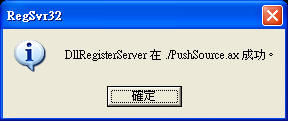 RegSvr32
DllRegisterServer 在 ./PushSource.ax 成功。
確定